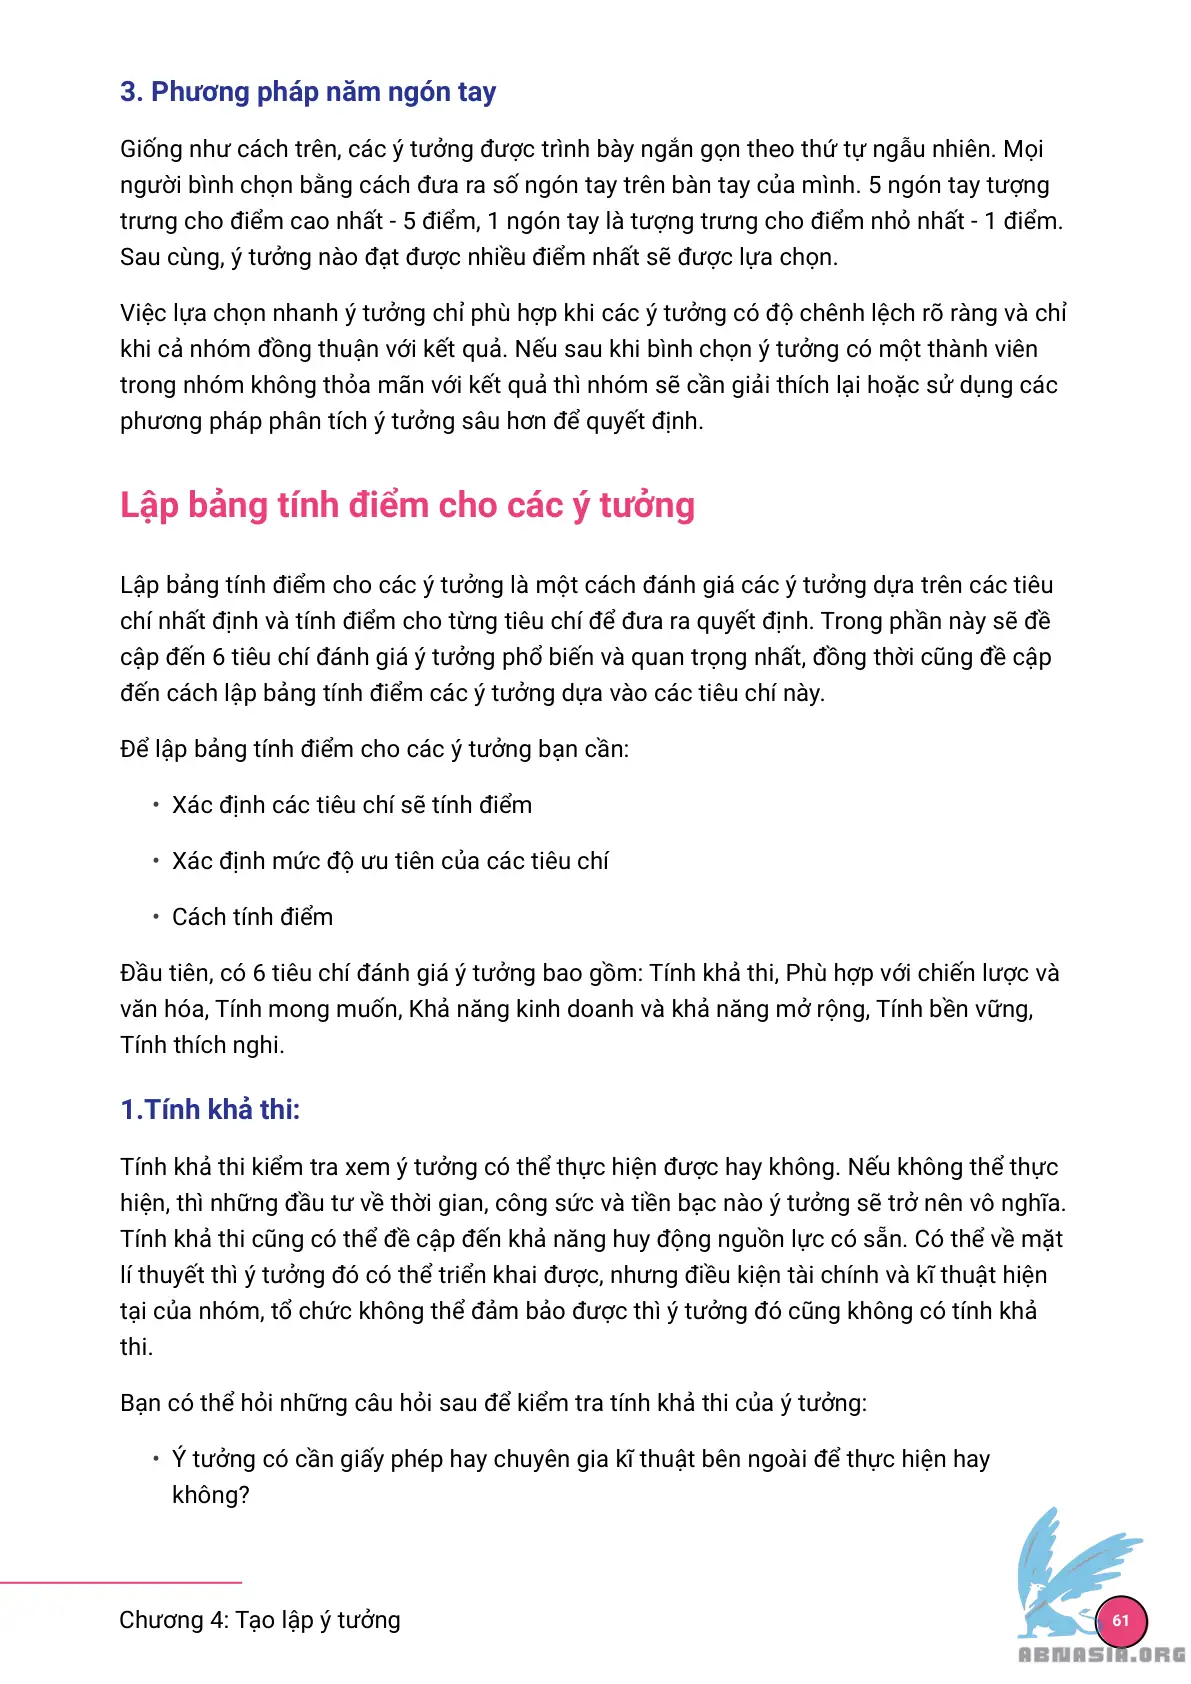 3. Phương pháp năm ngón tay
Giống như cách trên, các ý tưởng được trình bày ngắn gọn theo thứ tự ngẫu nhiên. Mọi
người bình chọn bằng cách đưa ra số ngón tay trên bàn tay của mình. 5 ngón tay tượng
trưng cho điểm cao nhất - 5 điểm, 1 ngón tay là tượng trưng cho điểm nhỏ nhất - 1 điểm.
Sau cùng, ý tưởng nào đạt được nhiều điểm nhất sẽ được lựa chọn.
Việc lựa chọn nhanh ý tưởng chỉ phù hợp khi các ý tưởng có độ chênh lệch rõ ràng và chỉ
khi cả nhóm đồng thuận với kết quả. Nếu sau khi bình chọn ý tưởng có một thành viên
trong nhóm không thỏa mãn với kết quả thì nhóm sẽ cần giải thích lại hoặc sử dụng các
phương pháp phân tích ý tưởng sâu hơn để quyết định.
Lập bảng tính điểm cho các ý tưởng
Lập bảng tính điểm cho các ý tưởng là một cách đánh giá các ý tưởng dựa trên các tiêu
chí nhất định và tính điểm cho từng tiêu chí để đưa ra quyết định. Trong phần này sẽ đề
cập đến 6 tiêu chí đánh giá ý tưởng phổ biến và quan trọng nhất, đồng thời cũng đề cập
đến cách lập bảng tính điểm các ý tưởng dựa vào các tiêu chí này.
Để lập bảng tính điểm cho các ý tưởng bạn cần:
• Xác định các tiêu chí sẽ tính điểm
• Xác định mức độ ưu tiên của các tiêu chí
• Cách tính điểm
Đầu tiên, có 6 tiêu chí đánh giá ý tưởng bao gồm: Tính khả thi, Phù hợp với chiến lược và
văn hóa, Tính mong muốn, Khả năng kinh doanh và khả năng mở rộng, Tính bền vững,
Tính thích nghi.
1.Tính khả thi:
Tính khả thi kiểm tra xem ý tưởng có thể thực hiện được hay không. Nếu không thể thực
hiện, thì những đầu tư về thời gian, công sức và tiền bạc nào ý tưởng sẽ trở nên vô nghĩa.
Tính khả thi cũng có thể đề cập đến khả năng huy động nguồn lực có sẵn. Có thể về mặt
lí thuyết thì ý tưởng đó có thể triển khai được, nhưng điều kiện tài chính và kĩ thuật hiện
tại của nhóm, tổ chức không thể đảm bảo được thì ý tưởng đó cũng không có tính khả
thi.
Bạn có thể hỏi những câu hỏi sau để kiểm tra tính khả thi của ý tưởng:
• Ý tưởng có cần giấy phép hay chuyên gia kĩ thuật bên ngoài để thực hiện hay
không?
Chương 4: Tạo lập ý tưởng
61
ABNASIA.ORG